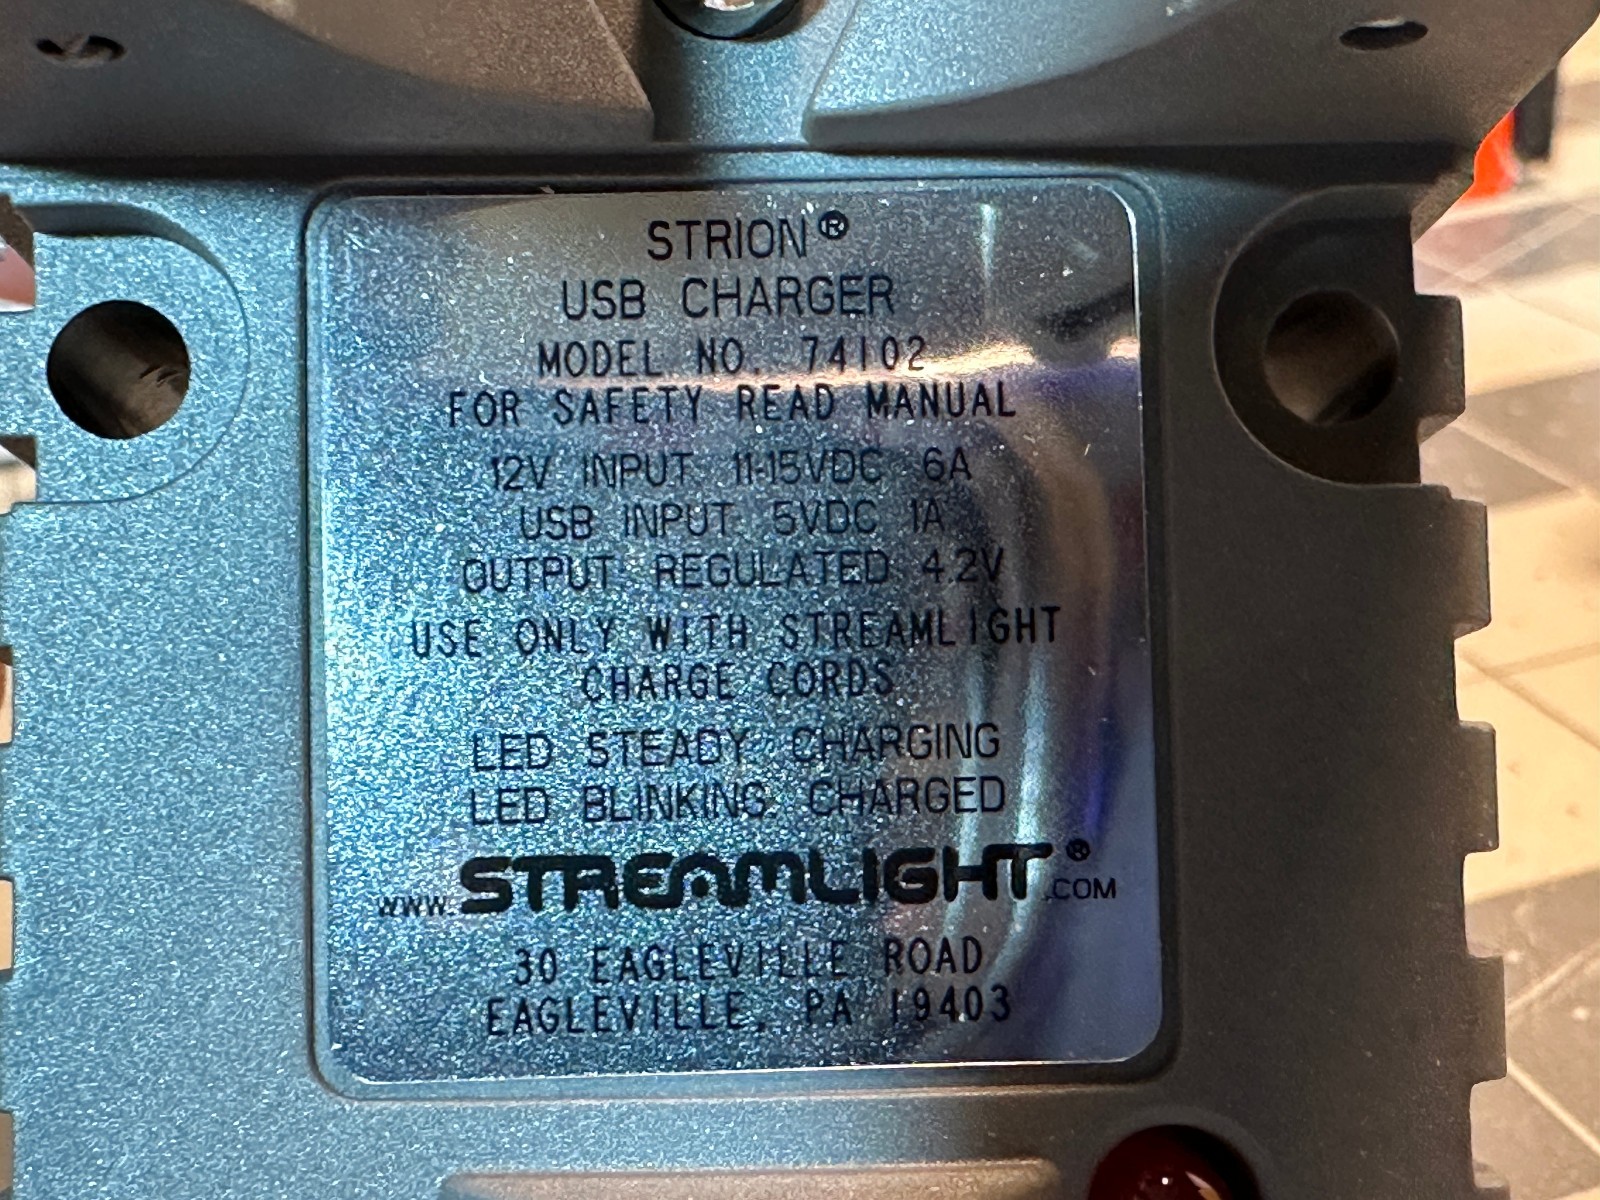 STRION®
USB CHARGER
MODEL NO. 74102
FOR SAFETY READ MANUAL
12V INPUT 11-15VDC 6A
USB INPUT 5VDC 1A
OUTPUT REGULATED 4.2V
USE ONLY WITH STREAMLIGHT
CHARGE CORDS
LED STEADY CHARGING
LED BLINKING CHARGED
www.STREAMLIGHT®.COM
30 EAGLEVILLE ROAD
EAGLEVILLE, PA 19403